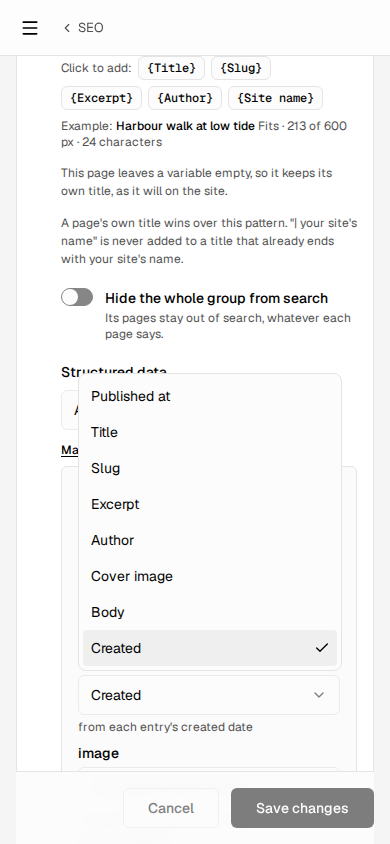 SEO
Click to add: {Title} {Slug}
{Excerpt} {Author} {Site name}
Example: Harbour walk at low tide Fits · 213 of 600
px · 24 characters
This page leaves a variable empty, so it keeps its
own title, as it will on the site.
A page's own title wins over this pattern. "| your site's
name" is never added to a title that already ends
with your site's name.
Hide the whole group from search
Its pages stay out of search, whatever each
page says.
Structured data
Published at
Title
Slug
Excerpt
Author
Cover image
Body
Created
Created
from each entry's created date
image
Cancel Save changes